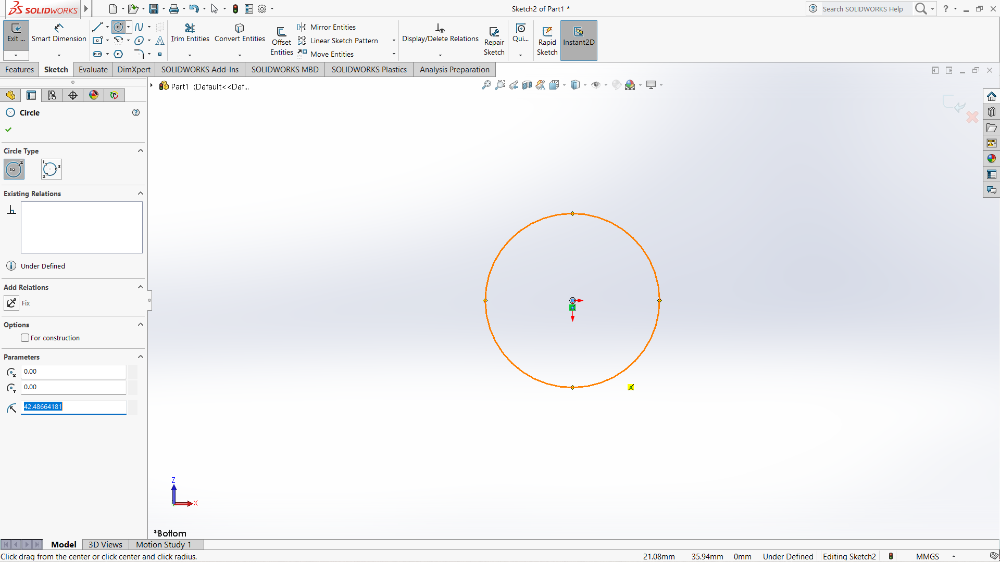 SOLIDWORKS
Sketch2 of Part1 *
Search SOLIDWORKS Help
?
Exit ...
Smart Dimension
Trim Entities
Convert Entities
Offset
Entities
Mirror Entities
Linear Sketch Pattern
Move Entities
Display/Delete Relations
Repair
Sketch
Qui...
Rapid
Sketch
Instant2D
Features
Sketch
Evaluate
DimXpert
SOLIDWORKS Add-Ins
SOLIDWORKS MBD
SOLIDWORKS Plastics
Analysis Preparation
Part1 (Default<<Def...
Circle
?
Circle Type
1 2
1 2 3
Existing Relations
Under Defined
Add Relations
Fix
Options
For construction
Parameters
X
0.00
Y
0.00
42.48664181
Z
X
*Bottom
Model
3D Views
Motion Study 1
Click drag from the center or click center and click radius.
21.08mm
35.94mm
0mm
Under Defined
Editing Sketch2
MMGS